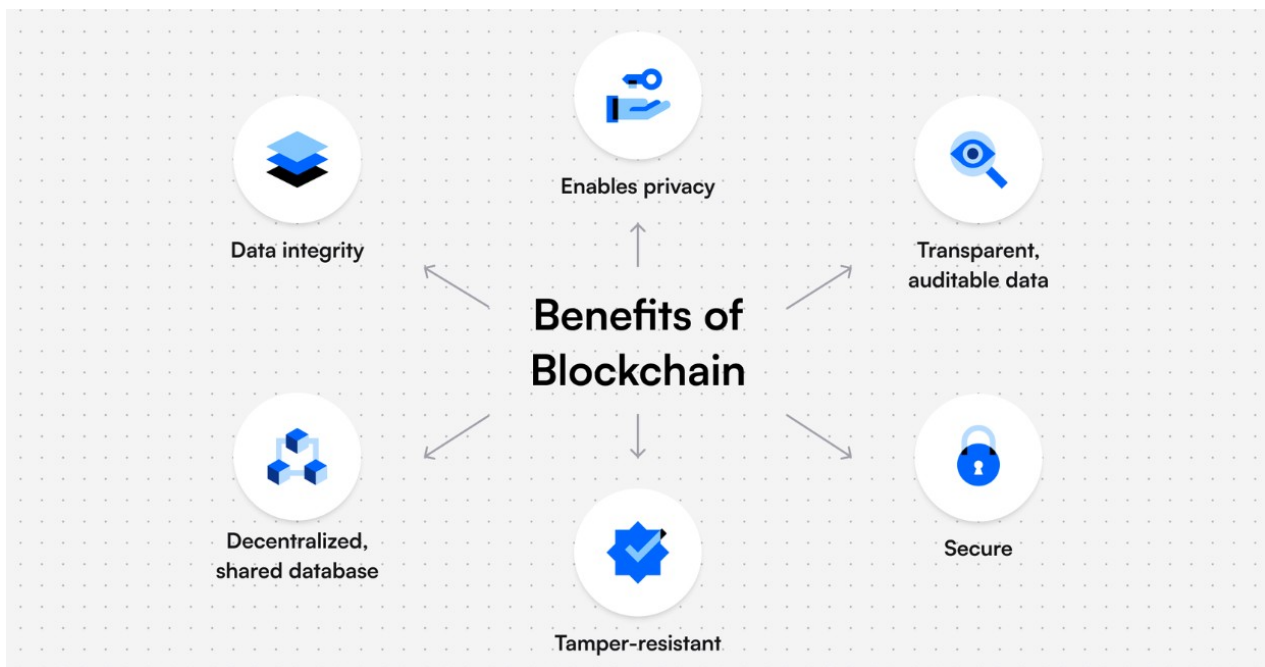 Enables privacy
Data integrity
Transparent,
auditable data
Benefits of
Blockchain
Decentralized,
shared database
Secure
Tamper-resistant